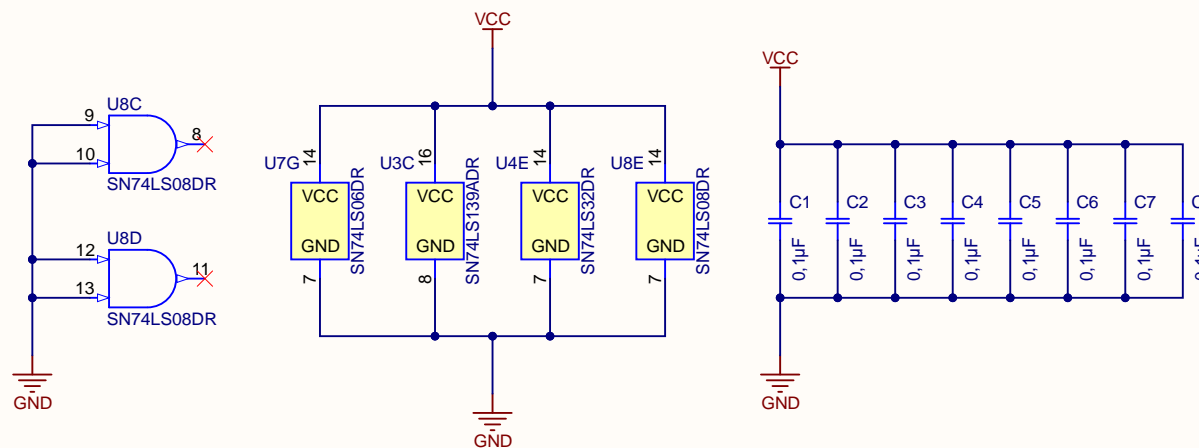 VCC
VCC
U8C
9
8
10
SN74LS08DR
U8D
12
11
13
SN74LS08DR
GND
U7G
14
VCC
GND
SN74LS06DR
7
U3C
16
VCC
GND
SN74LS139ADR
8
U4E
14
VCC
GND
SN74LS32DR
7
U8E
14
VCC
GND
SN74LS08DR
7
GND
C1
C2
C3
C4
C5
C6
C7
0,1µF
0,1µF
0,1µF
0,1µF
0,1µF
0,1µF
0,1µF
GND